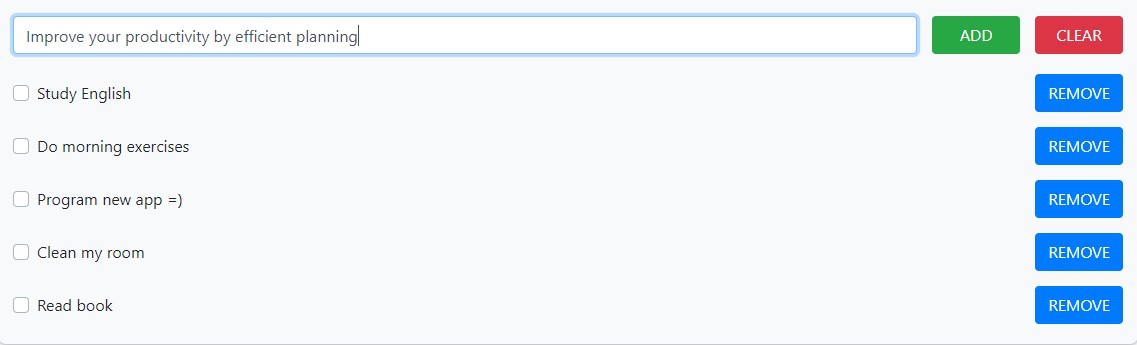 Improve your productivity by efficient planning ADD CLEAR
Study English REMOVE
Do morning exercises REMOVE
Program new app =) REMOVE
Clean my room REMOVE
Read book REMOVE